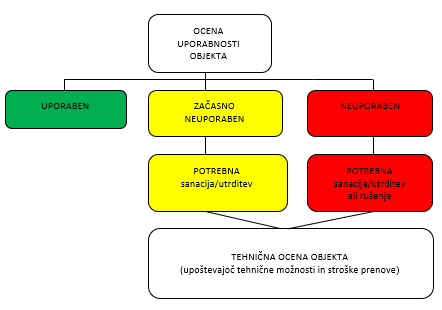 OCENA
UPORABNOSTI
OBJEKTA
UPORABEN
ZAČASNO
NEUPORABEN
NEUPORABEN
POTREBNA
sanacija/utrditev
POTREBNA
sanacija/utrditev
ali rušenje
TEHNIČNA OCENA OBJEKTA
(upoštevajoč tehnične možnosti in stroške prenove)